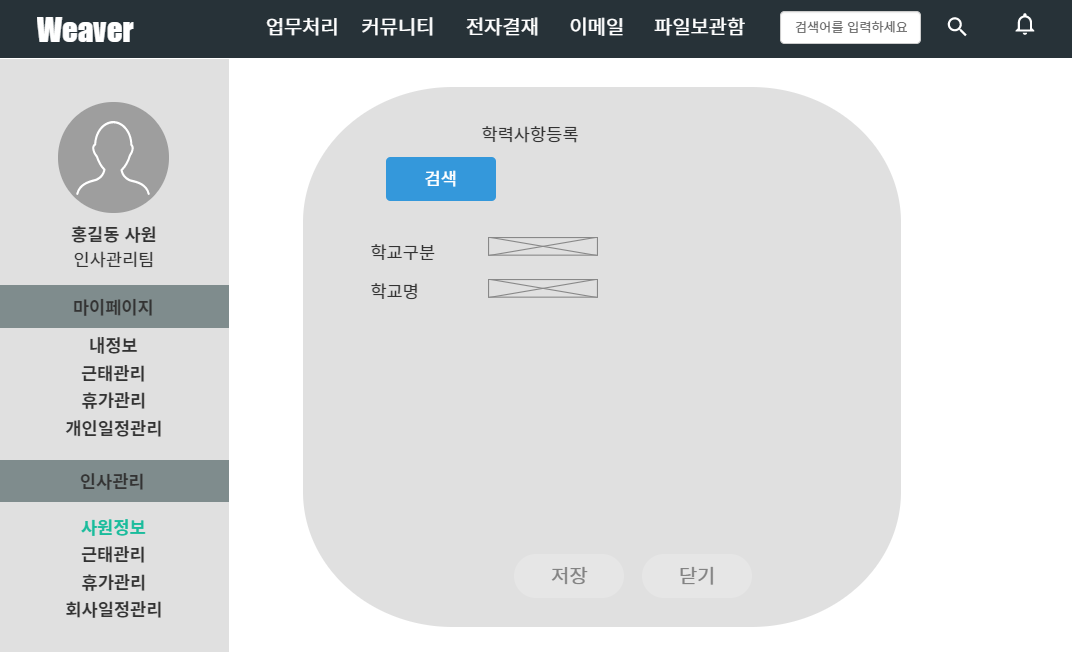 Weaver
업무처리 커뮤니티 전자결재 이메일 파일보관함 검색어를 입력하세요
홍길동 사원
인사관리팀
마이페이지
내정보
근태관리
휴가관리
개인일정관리
인사관리
사원정보
근태관리
휴가관리
회사일정관리
학력사항등록
검색
학교구분
학교명
저장 닫기